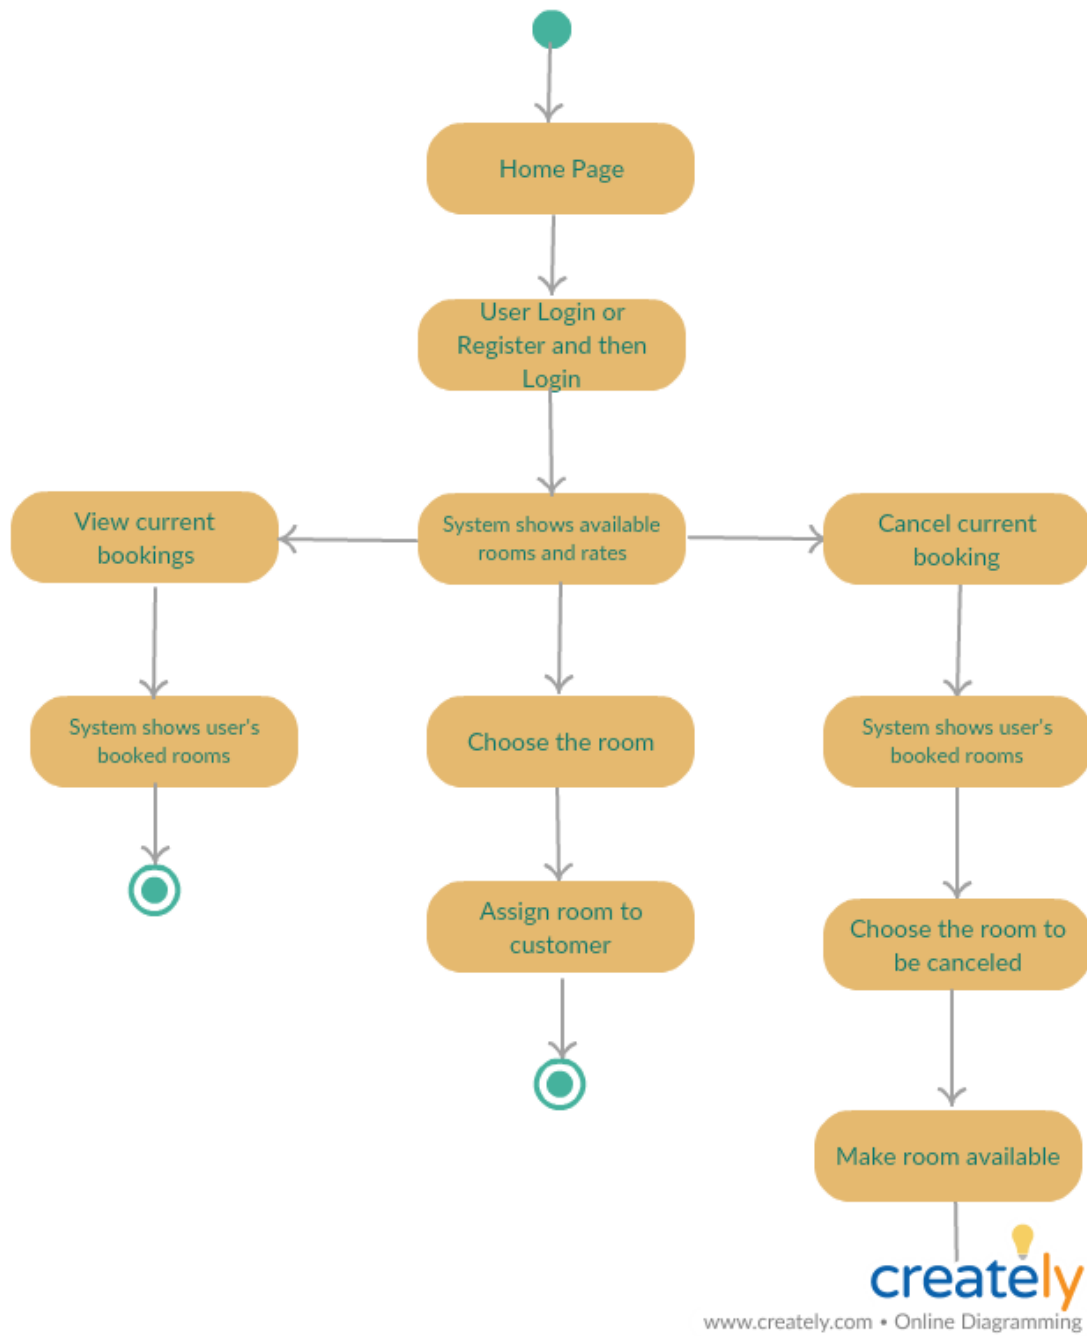 Home Page
User Login or
Register and then
Login
View current
bookings
System shows available
rooms and rates
Cancel current
booking
System shows user's
booked rooms
Choose the room
System shows user's
booked rooms
Assign room to
customer
Choose the room to
be canceled
Make room available
creately
www.creately.com • Online Diagramming